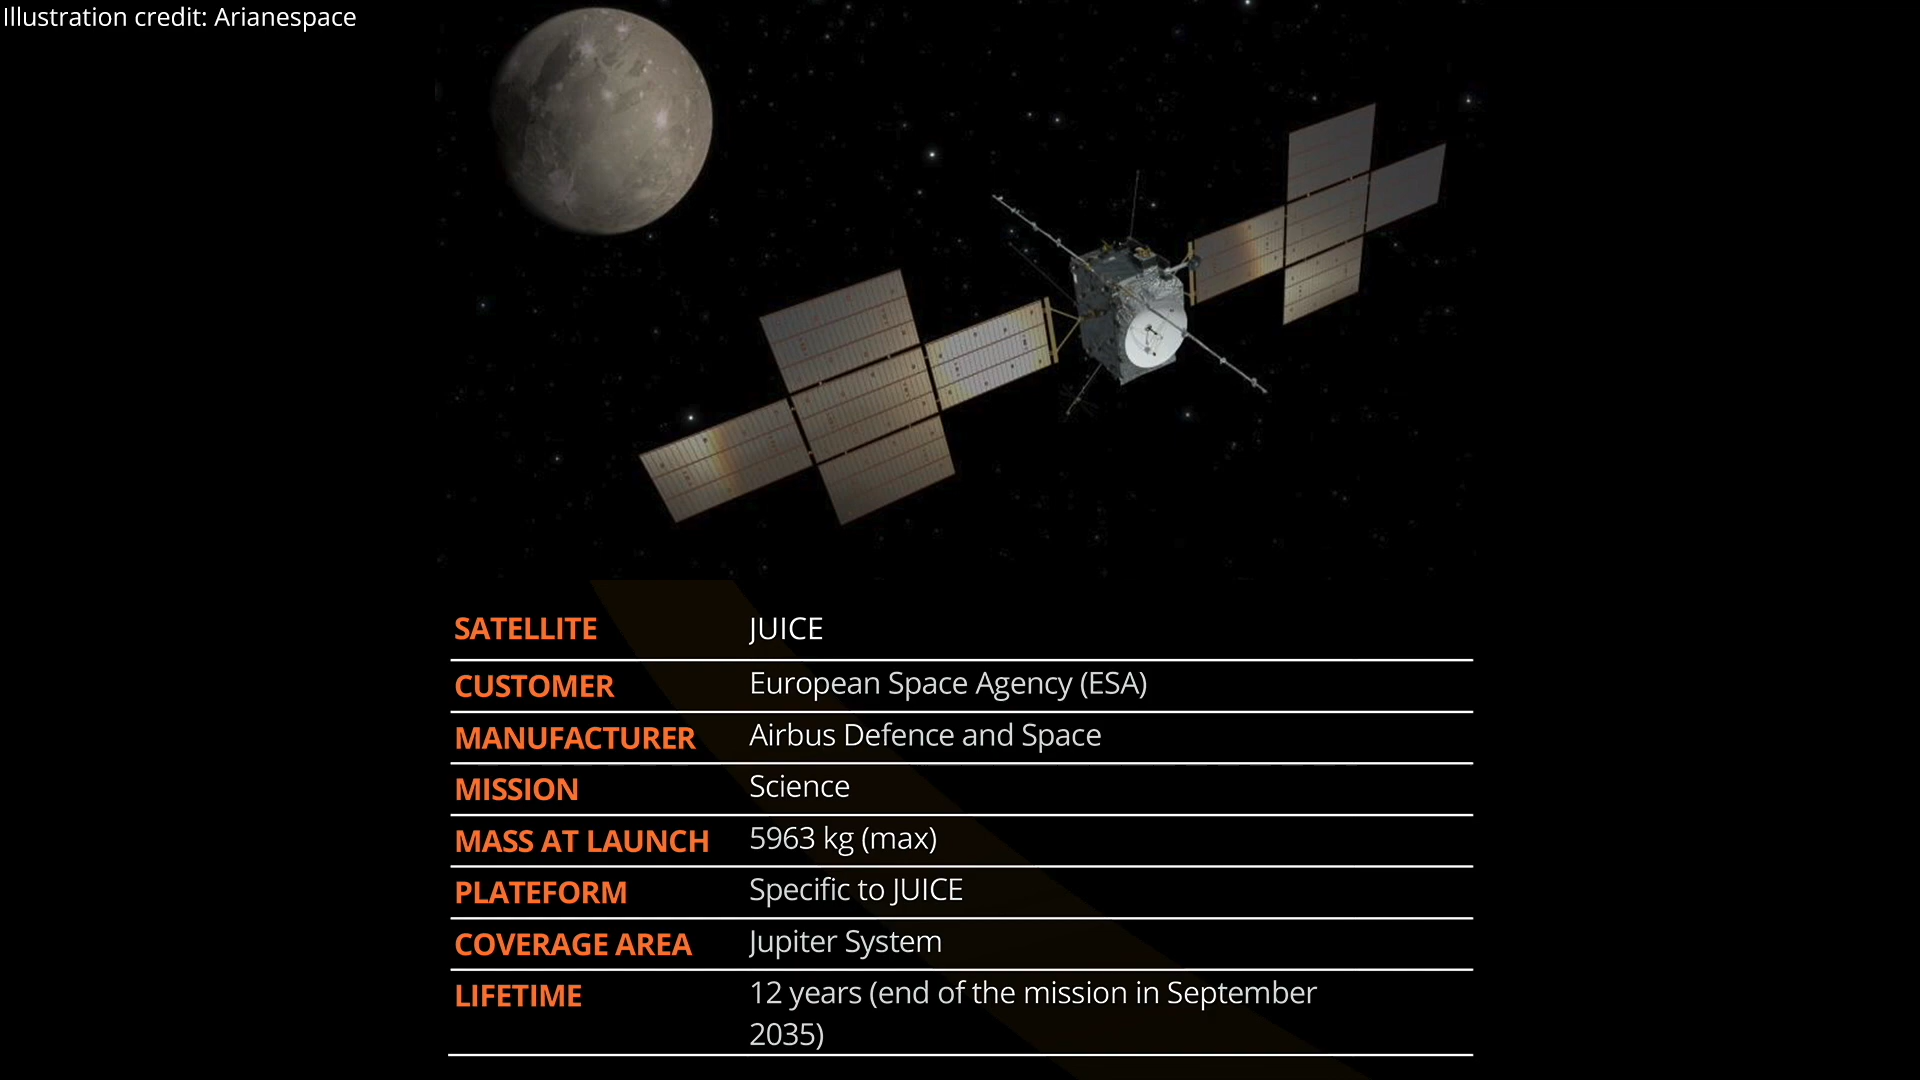 Illustration credit: Arianespace
SATELLITE JUICE
CUSTOMER European Space Agency (ESA)
MANUFACTURER Airbus Defence and Space
MISSION Science
MASS AT LAUNCH 5963 kg (max)
PLATEFORM Specific to JUICE
COVERAGE AREA Jupiter System
LIFETIME 12 years (end of the mission in September
2035)